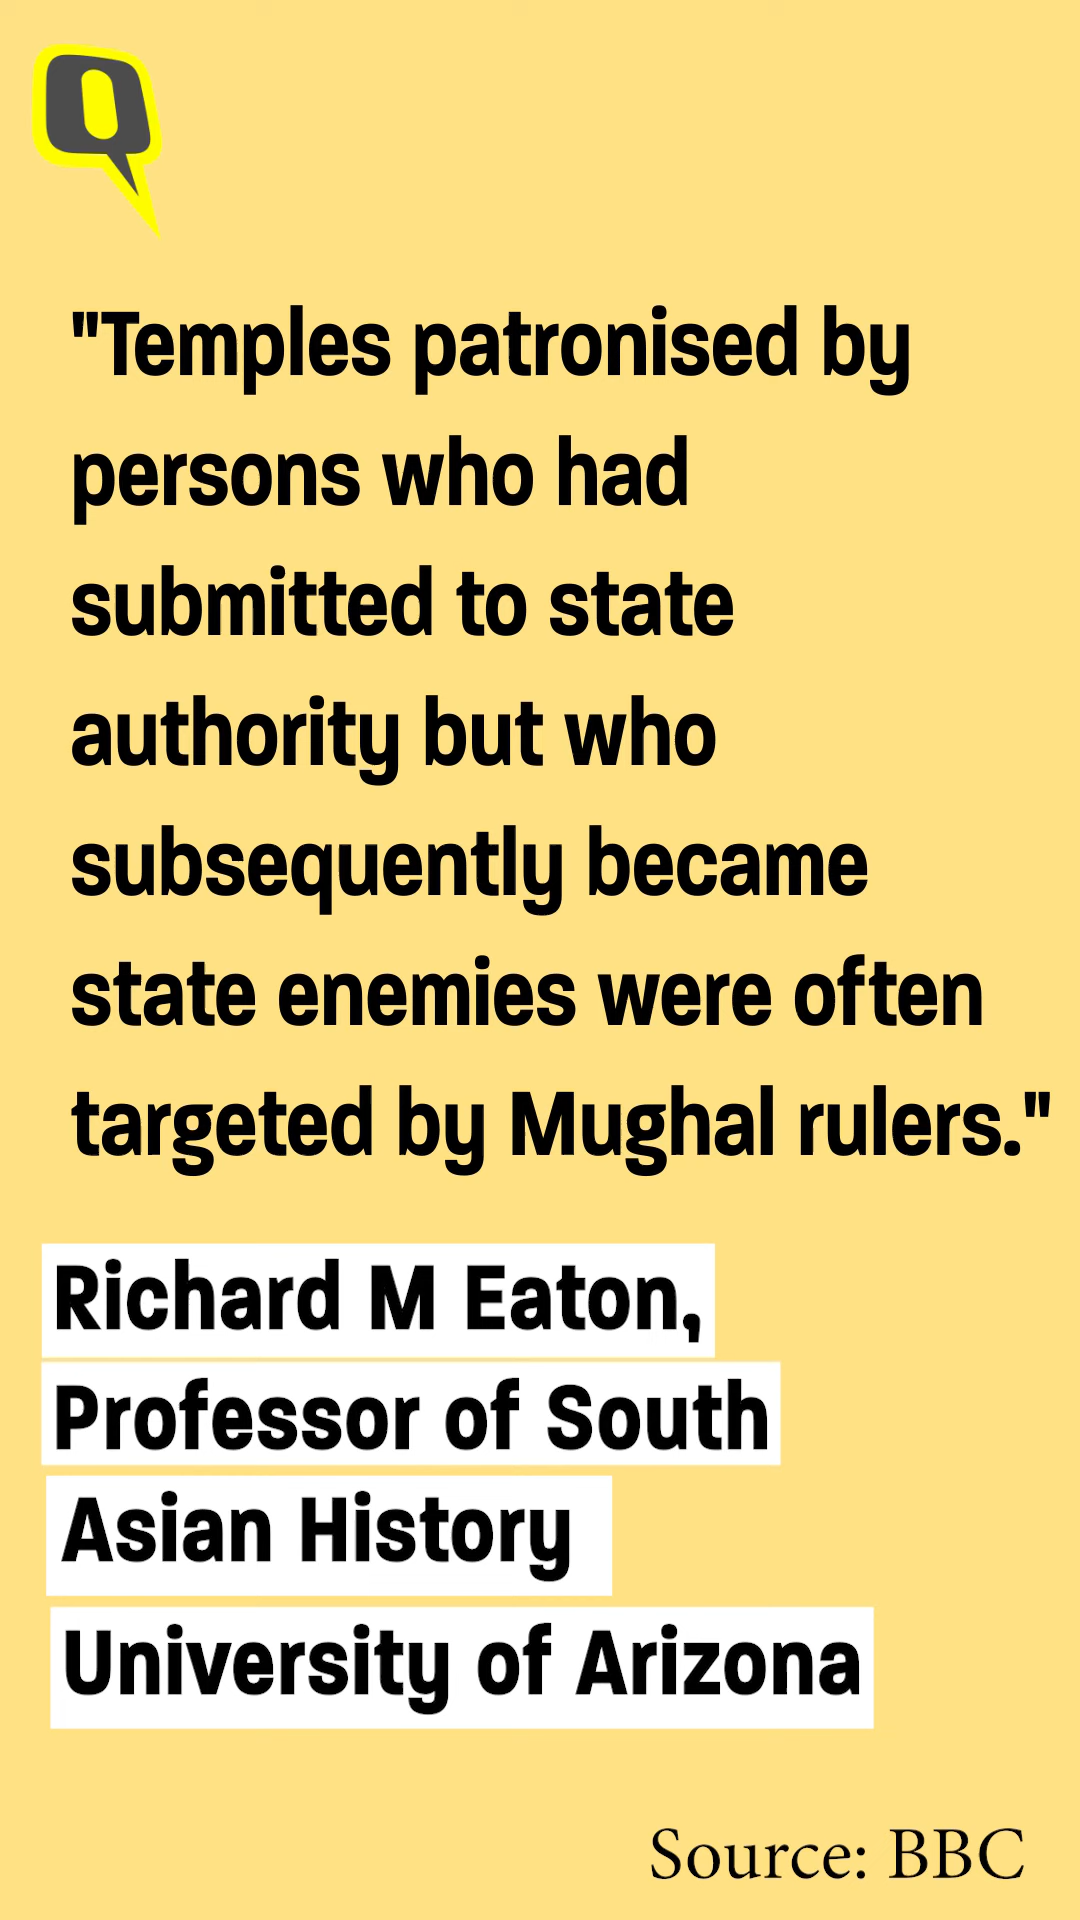 Q
"Temples patronised by
persons who had
submitted to state
authority but who
subsequently became
state enemies were often
targeted by Mughal rulers."
Richard M Eaton,
Professor of South
Asian History
University of Arizona
Source: BBC